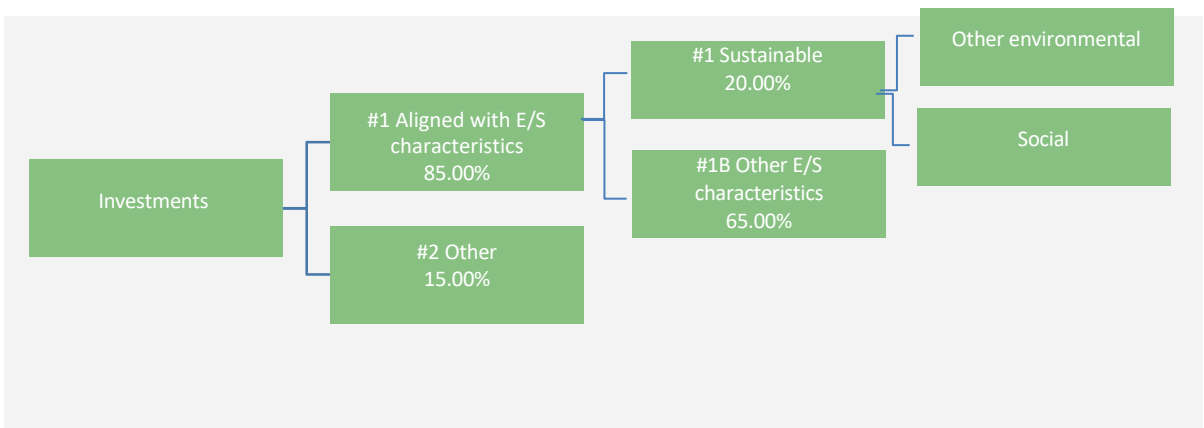 Investments
#1 Aligned with E/S
characteristics
85.00%
#2 Other
15.00%
#1 Sustainable
20.00%
#1B Other E/S
characteristics
65.00%
Other environmental
Social